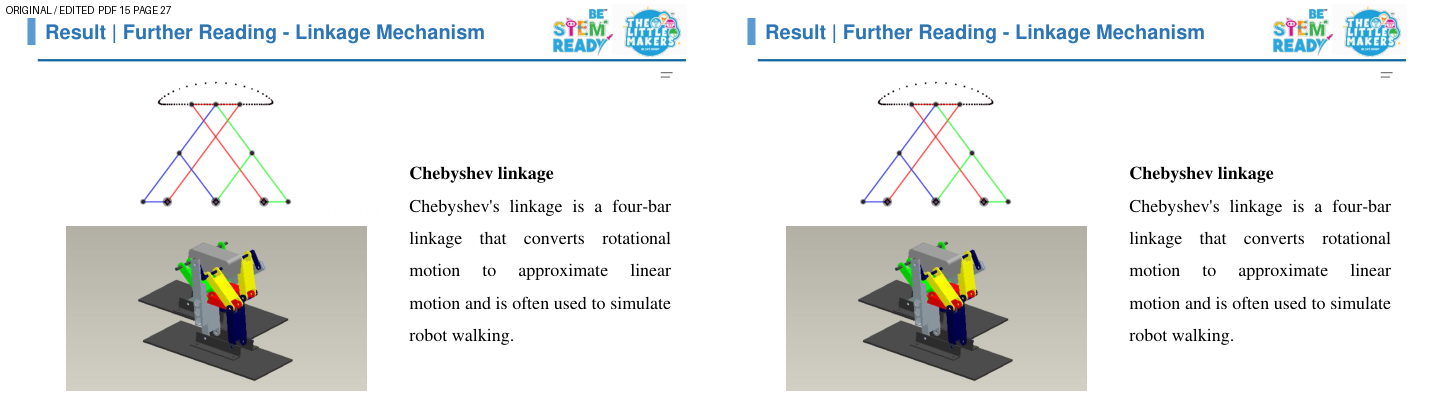 ORIGINAL / EDITED PDF 15 PAGE 27
Result | Further Reading - Linkage Mechanism
BE
STEM
READY
THE
LITTLE
MAKERS
Chebyshev linkage
Chebyshev's linkage is a four-bar
linkage that converts rotational
motion to approximate linear
motion and is often used to simulate
robot walking.
Result | Further Reading - Linkage Mechanism
BE
STEM
READY
THE
LITTLE
MAKERS
Chebyshev linkage
Chebyshev's linkage is a four-bar
linkage that converts rotational
motion to approximate linear
motion and is often used to simulate
robot walking.